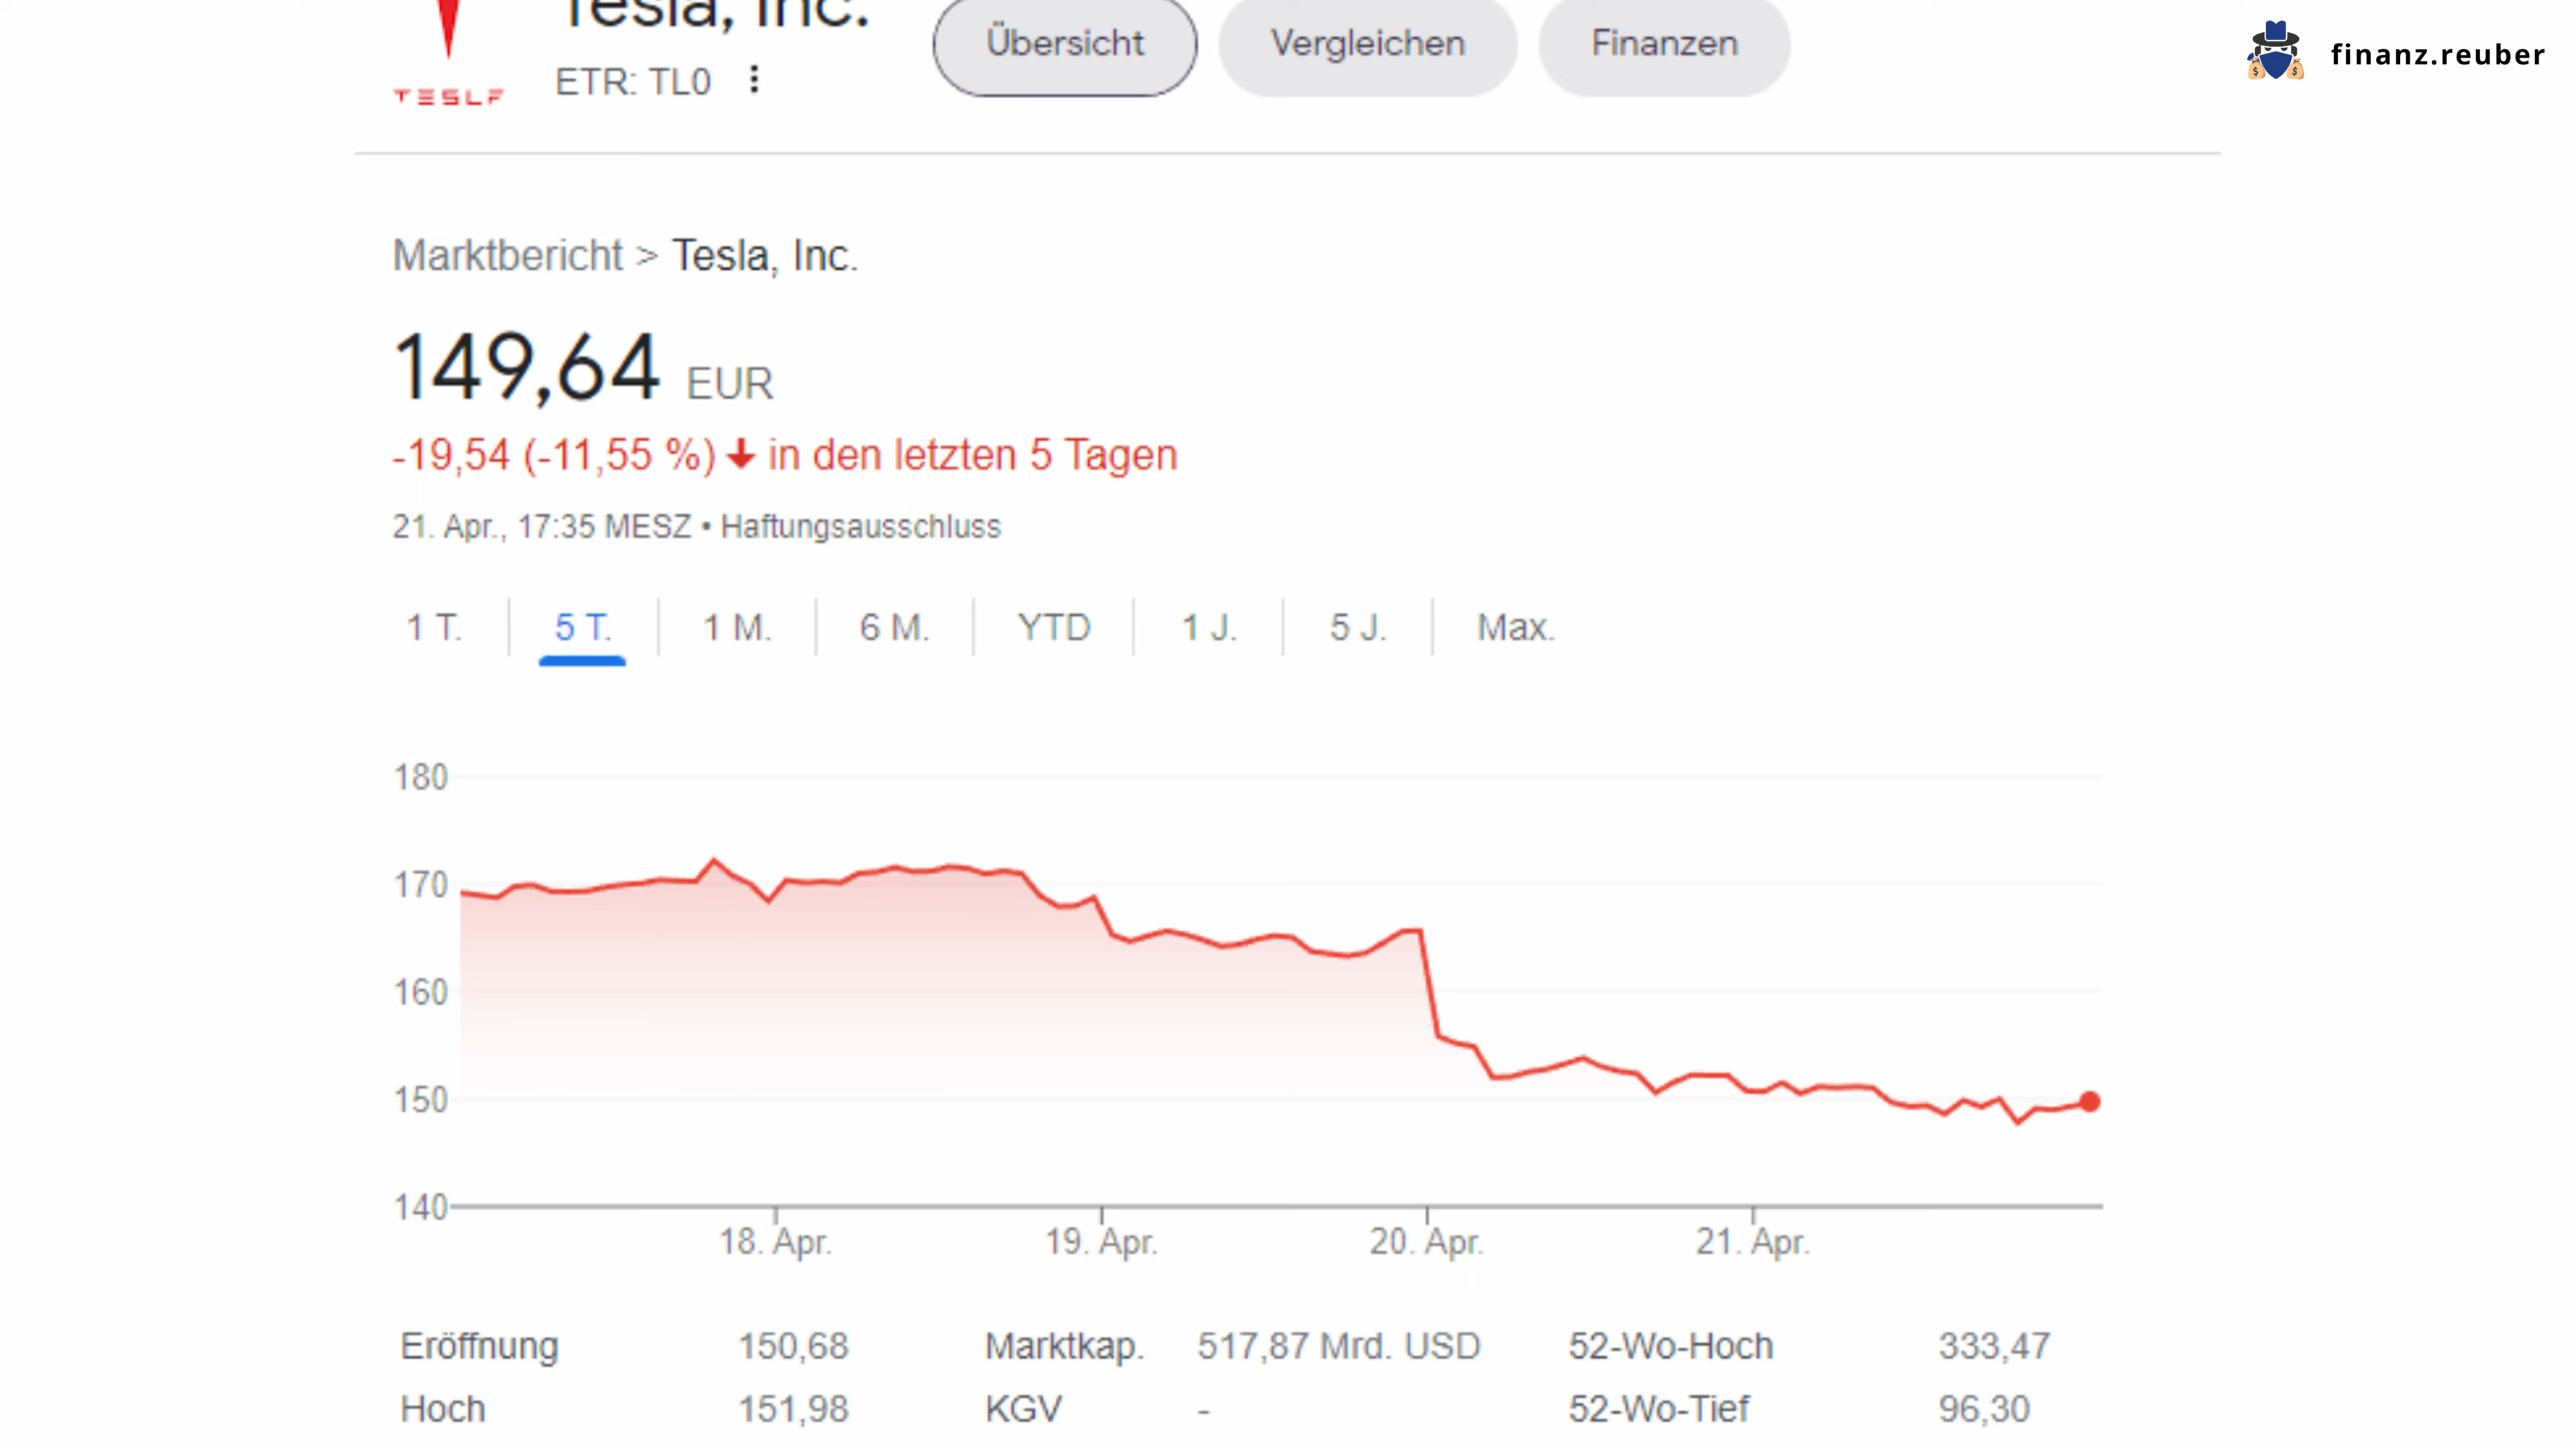 Tesla, Inc.
Übersicht
Vergleichen
Finanzen
finanz.reuber
ETR: TL0
TESLF
Marktbericht > Tesla, Inc.
149,64 EUR
-19,54 (-11,55 %) in den letzten 5 Tagen
21. Apr., 17:35 MESZ • Haftungsausschluss
1 T. 5 T. 1 M. 6 M. YTD 1 J. 5 J. Max.
180
170
160
150
140
18. Apr. 19. Apr. 20. Apr. 21. Apr.
Eröffnung 150,68 Marktkap. 517,87 Mrd. USD 52-Wo-Hoch 333,47
Hoch 151,98 KGV - 52-Wo-Tief 96,30